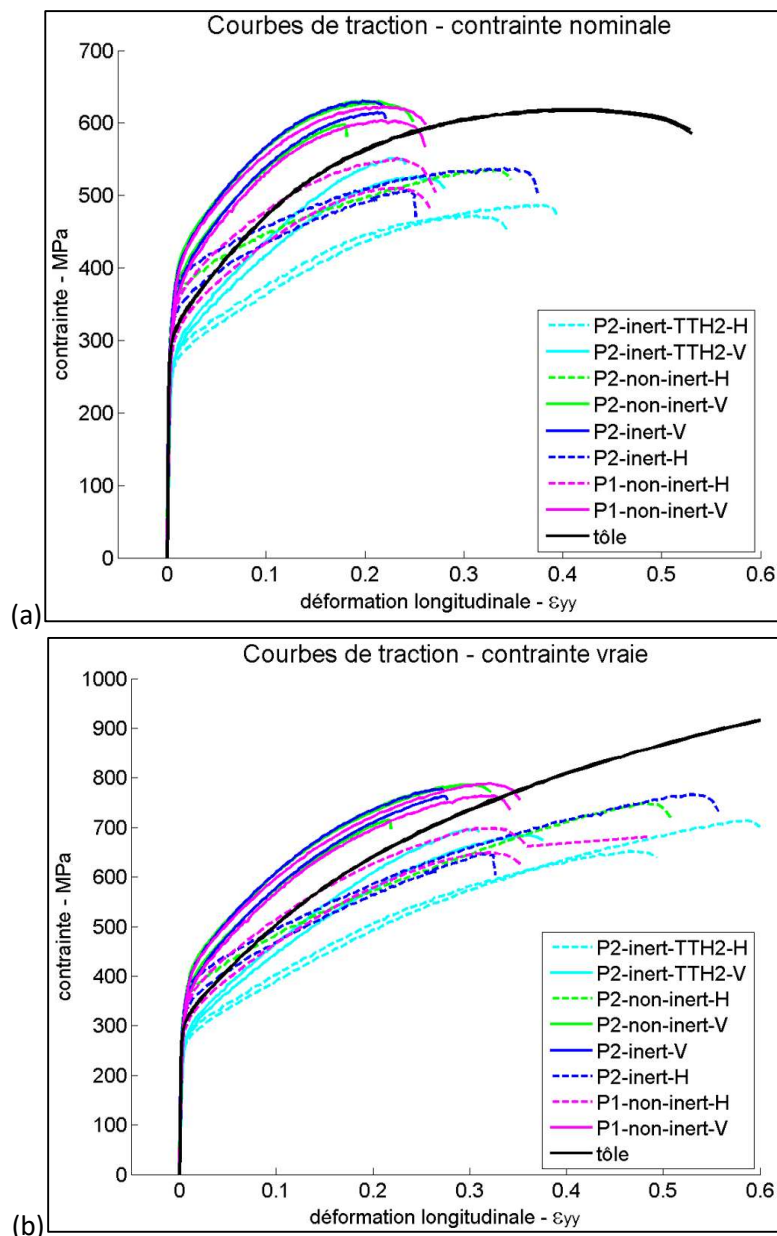 Courbes de traction - contrainte nominale
700
600
500
400
300
200
100
0
contrainte - MPa
0
0.1
0.2
0.3
0.4
0.5
0.6
déformation longitudinale - εyy
P2-inert-TTH2-H
P2-inert-TTH2-V
P2-non-inert-H
P2-non-inert-V
P2-inert-V
P2-inert-H
P1-non-inert-H
P1-non-inert-V
tôle
(a)
Courbes de traction - contrainte vraie
1000
900
800
700
600
500
400
300
200
100
0
contrainte - MPa
0
0.1
0.2
0.3
0.4
0.5
0.6
déformation longitudinale - εyy
P2-inert-TTH2-H
P2-inert-TTH2-V
P2-non-inert-H
P2-non-inert-V
P2-inert-V
P2-inert-H
P1-non-inert-H
P1-non-inert-V
tôle
(b)